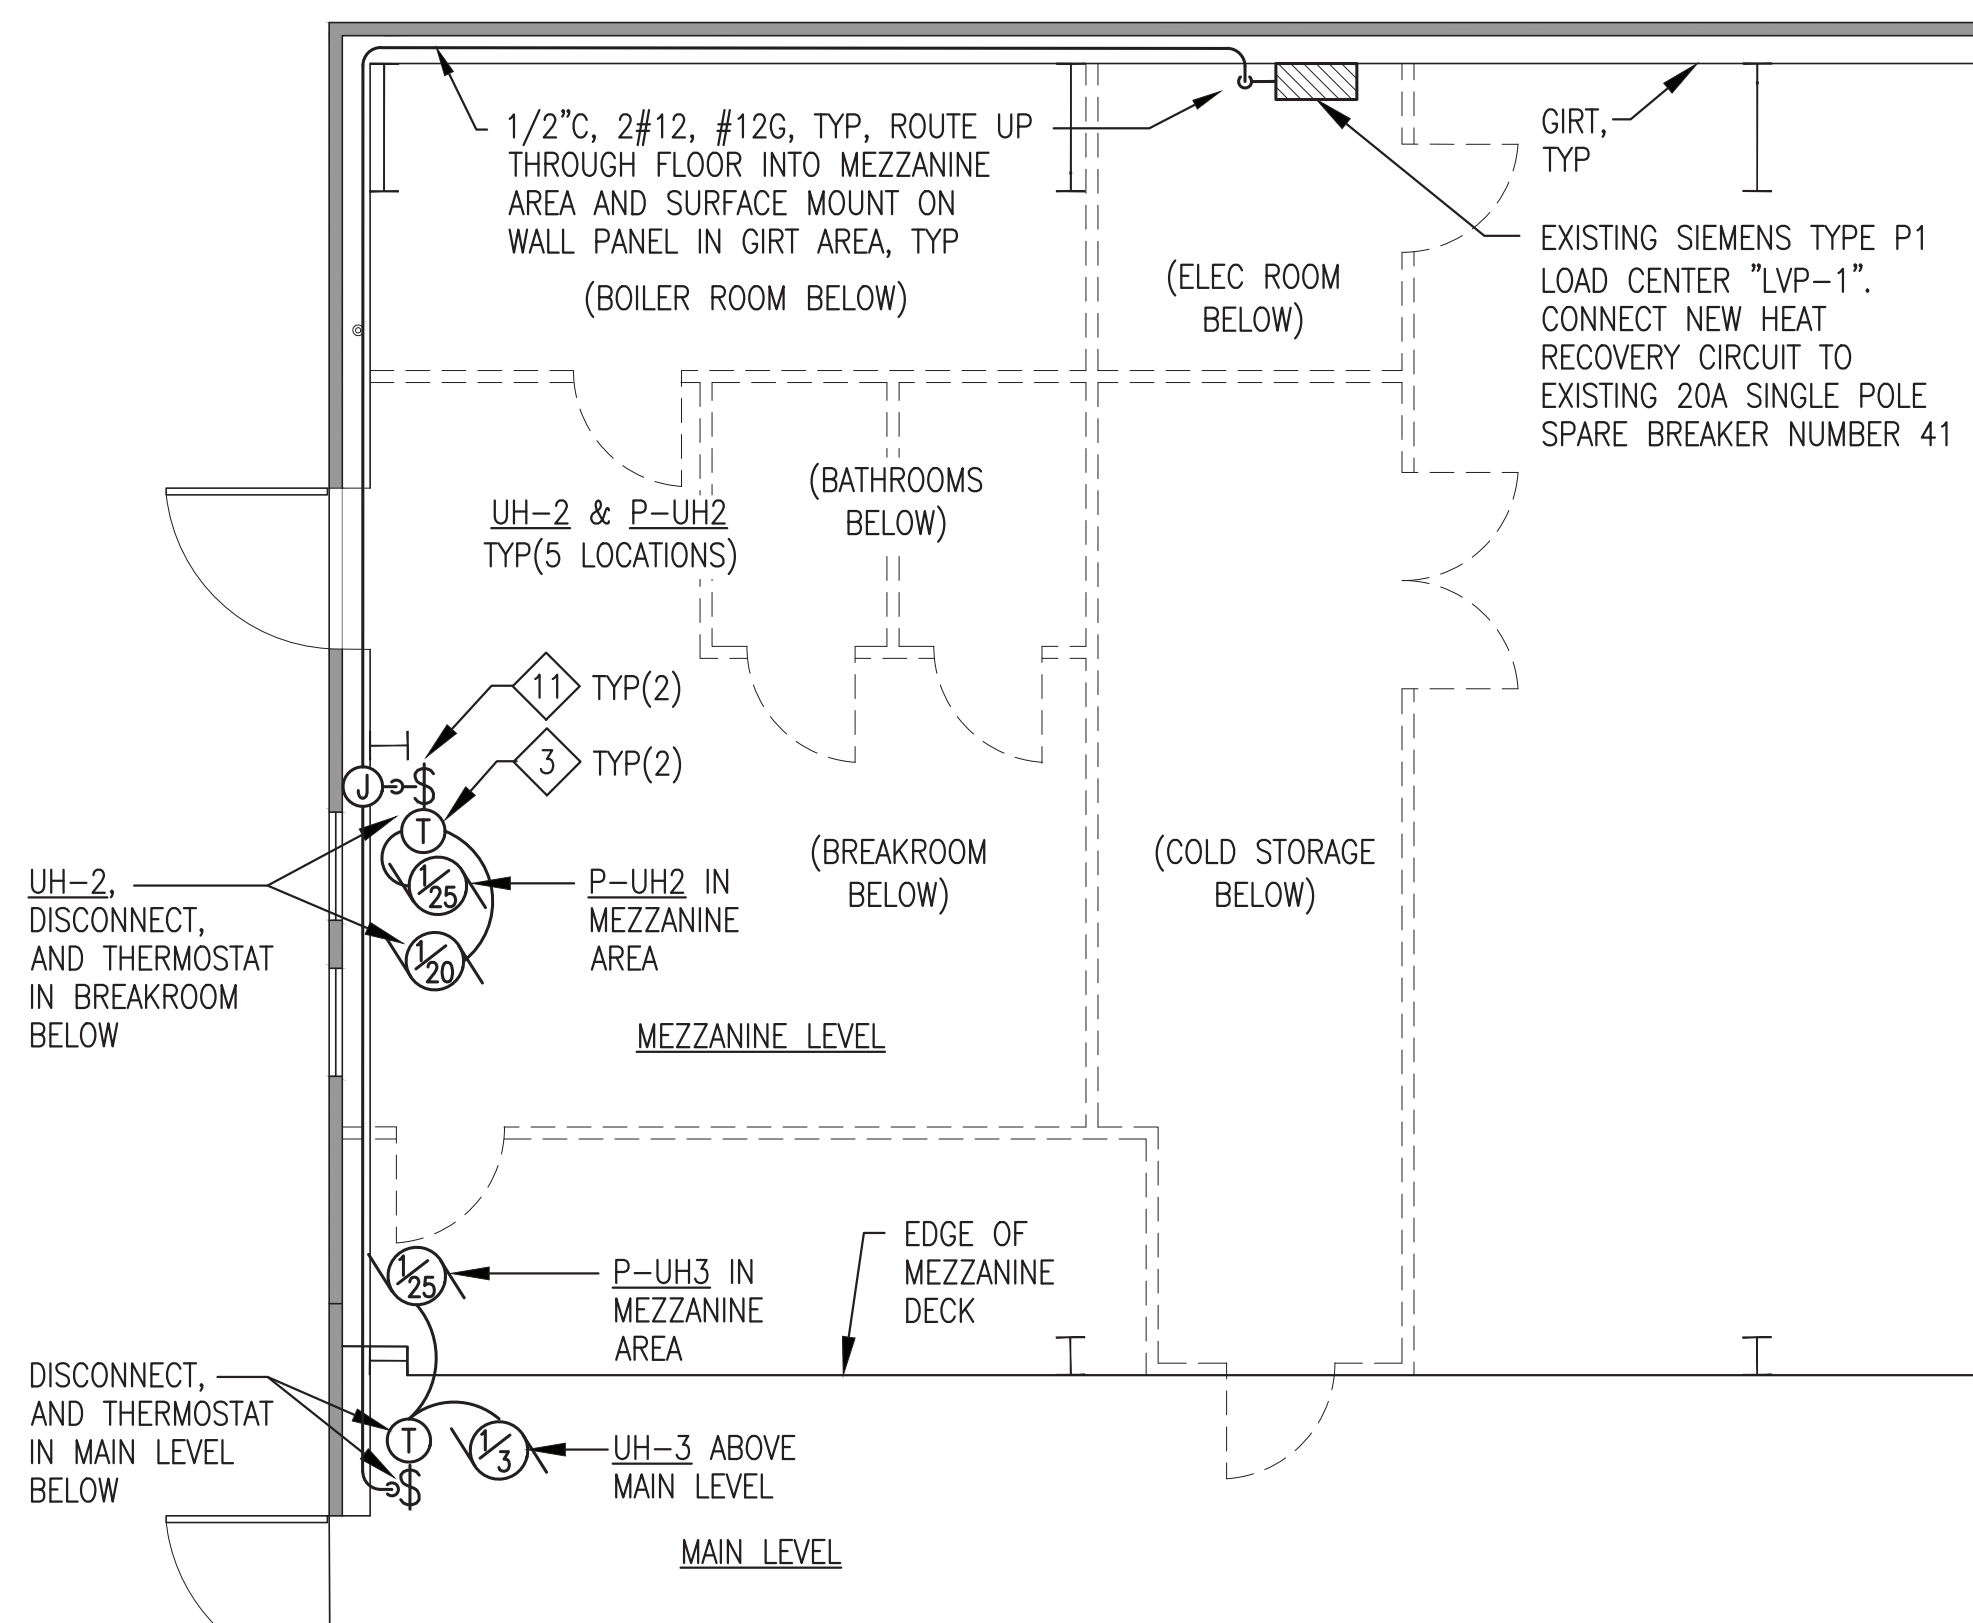 1/2"C, 2#12, #12G, TYP, ROUTE UP
THROUGH FLOOR INTO MEZZANINE
AREA AND SURFACE MOUNT ON
WALL PANEL IN GIRT AREA, TYP
(BOILER ROOM BELOW)
(ELEC ROOM
BELOW)
GIRT,
TYP
EXISTING SIEMENS TYPE P1
LOAD CENTER "LVP-1".
CONNECT NEW HEAT
RECOVERY CIRCUIT TO
EXISTING 20A SINGLE POLE
SPARE BREAKER NUMBER 41
UH-2 & P-UH2
TYP(5 LOCATIONS)
(BATHROOMS
BELOW)
11 TYP(2)
3 TYP(2)
J
$
T
1/25
1/20
UH-2,
DISCONNECT,
AND THERMOSTAT
IN BREAKROOM
BELOW
P-UH2 IN
MEZZANINE
AREA
(BREAKROOM
BELOW)
(COLD STORAGE
BELOW)
MEZZANINE LEVEL
1/25
P-UH3 IN
MEZZANINE
AREA
EDGE OF
MEZZANINE
DECK
DISCONNECT,
AND THERMOSTAT
IN MAIN LEVEL
BELOW
T
$
1/3
UH-3 ABOVE
MAIN LEVEL
MAIN LEVEL